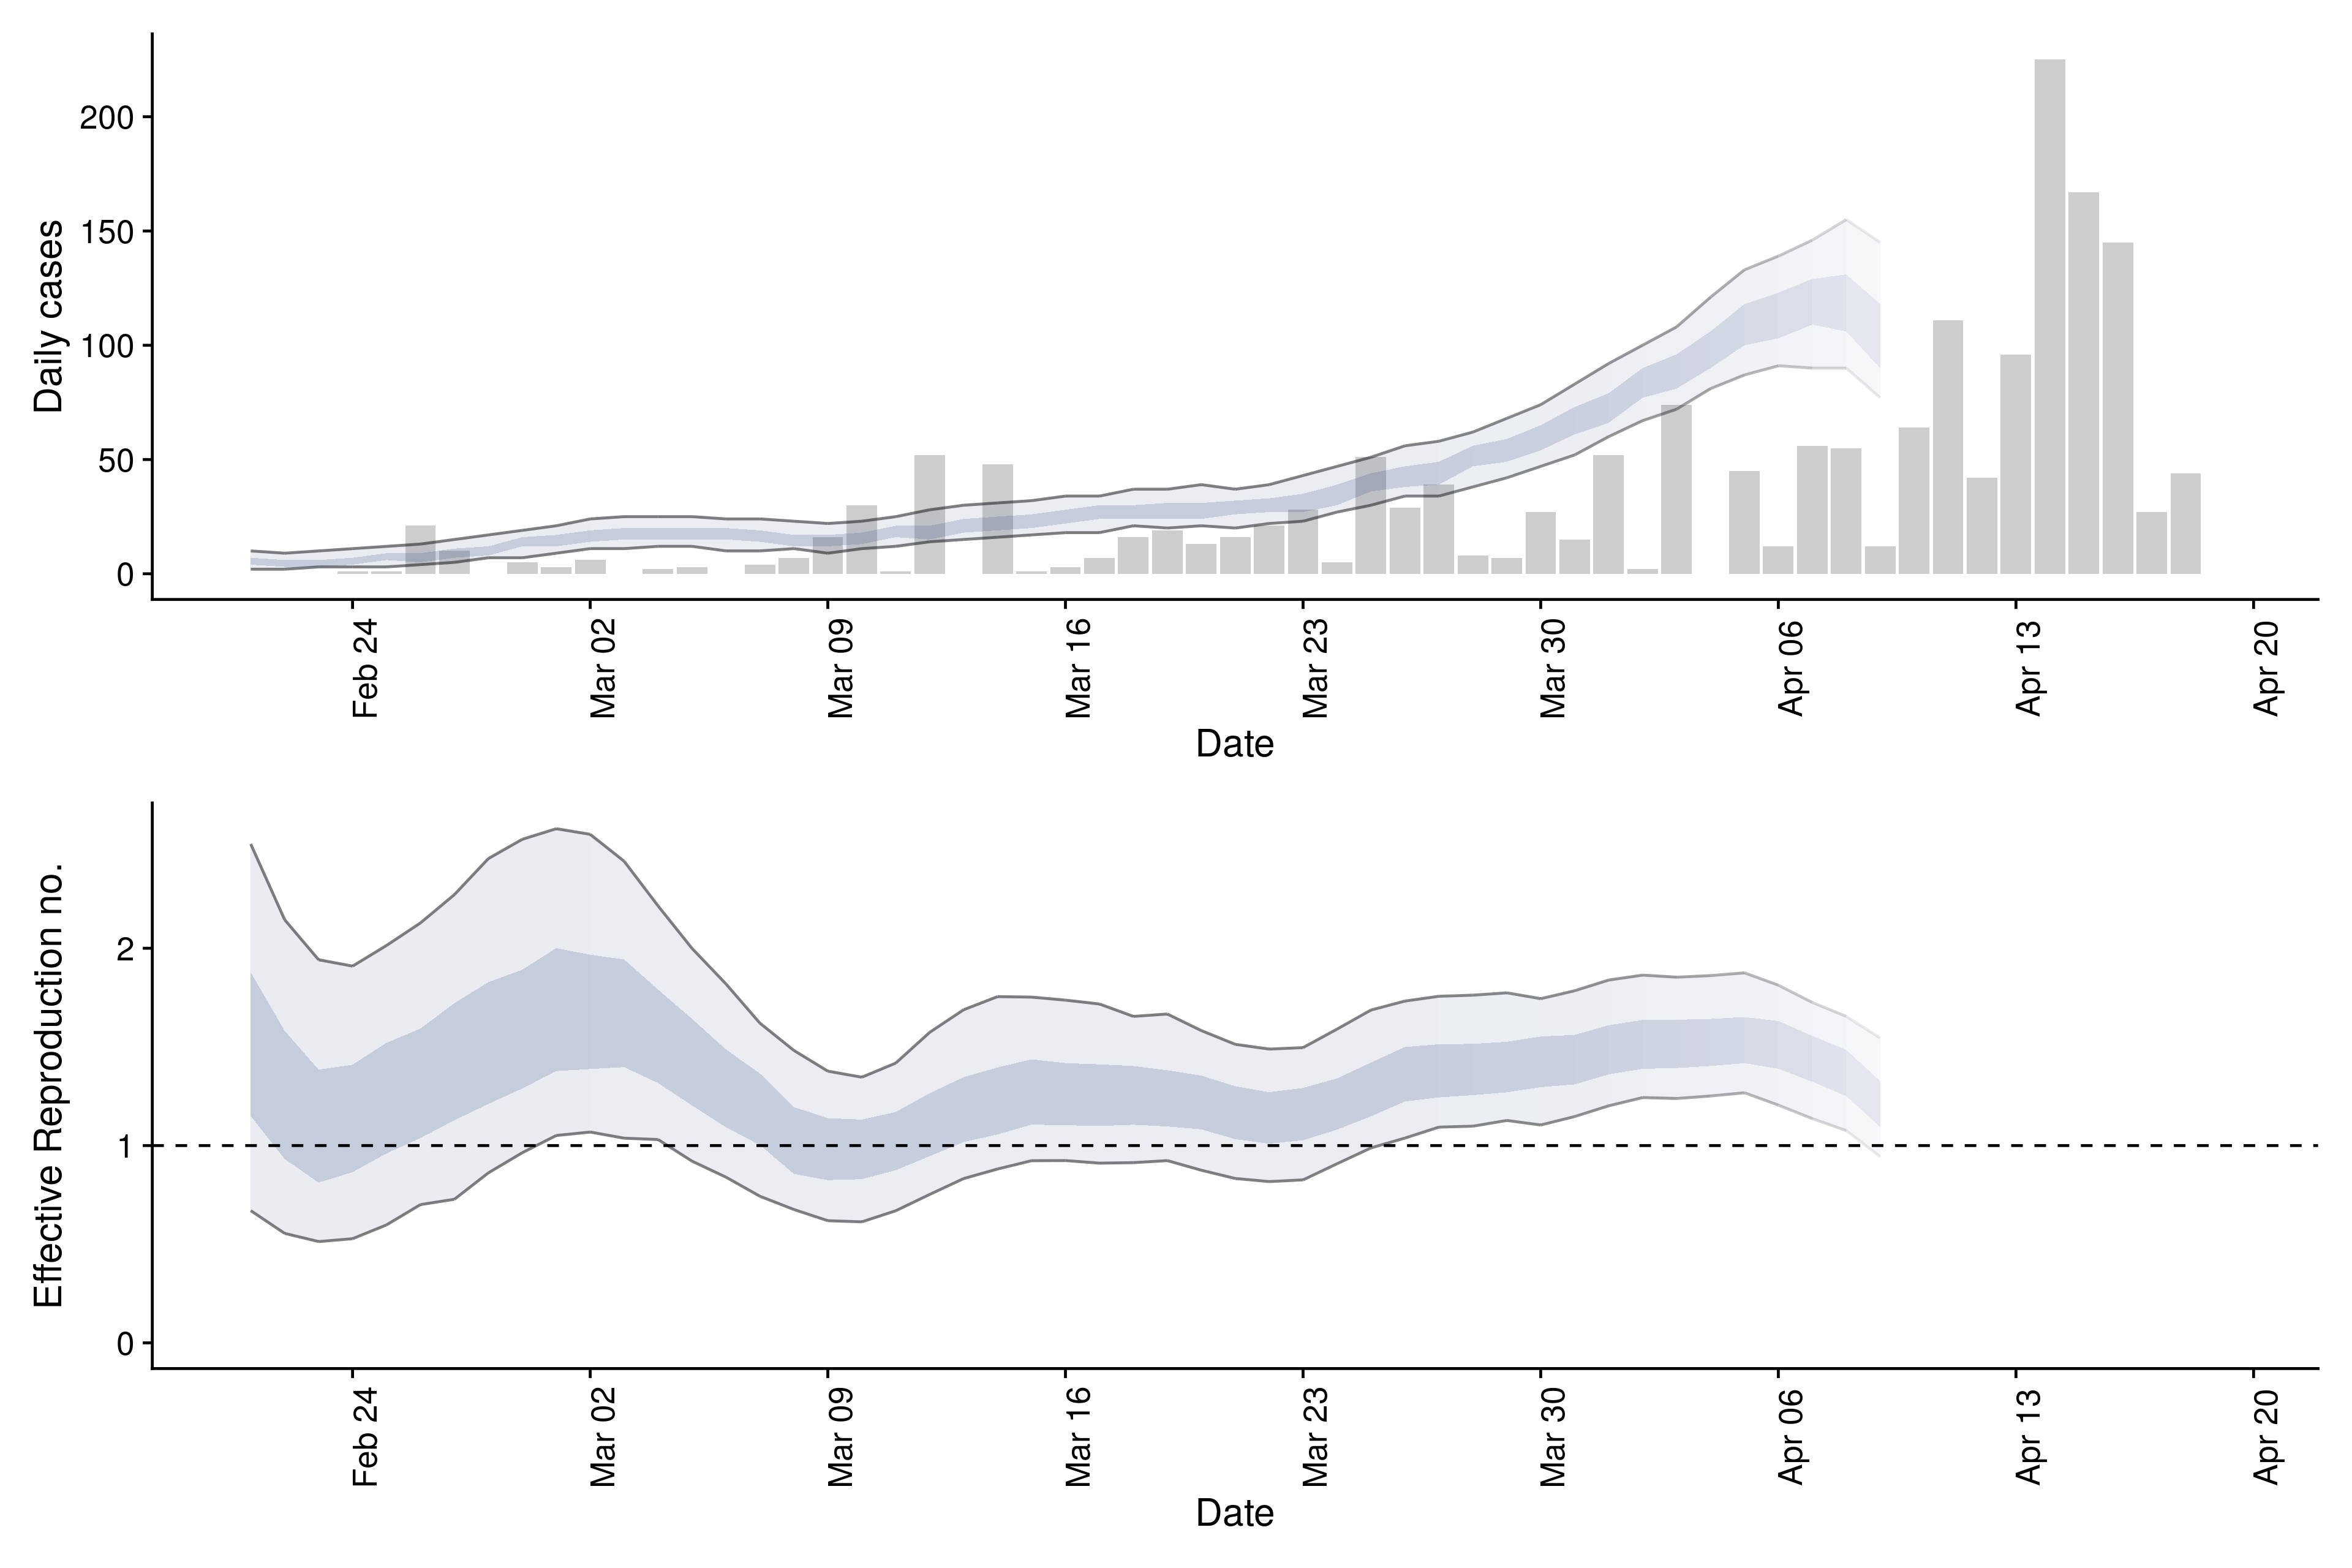 Daily cases
200
150
100
50
0
Feb 24
Mar 02
Mar 09
Mar 16
Mar 23
Mar 30
Apr 06
Apr 13
Apr 20
Date
Effective Reproduction no.
2
1
0
Feb 24
Mar 02
Mar 09
Mar 16
Mar 23
Mar 30
Apr 06
Apr 13
Apr 20
Date